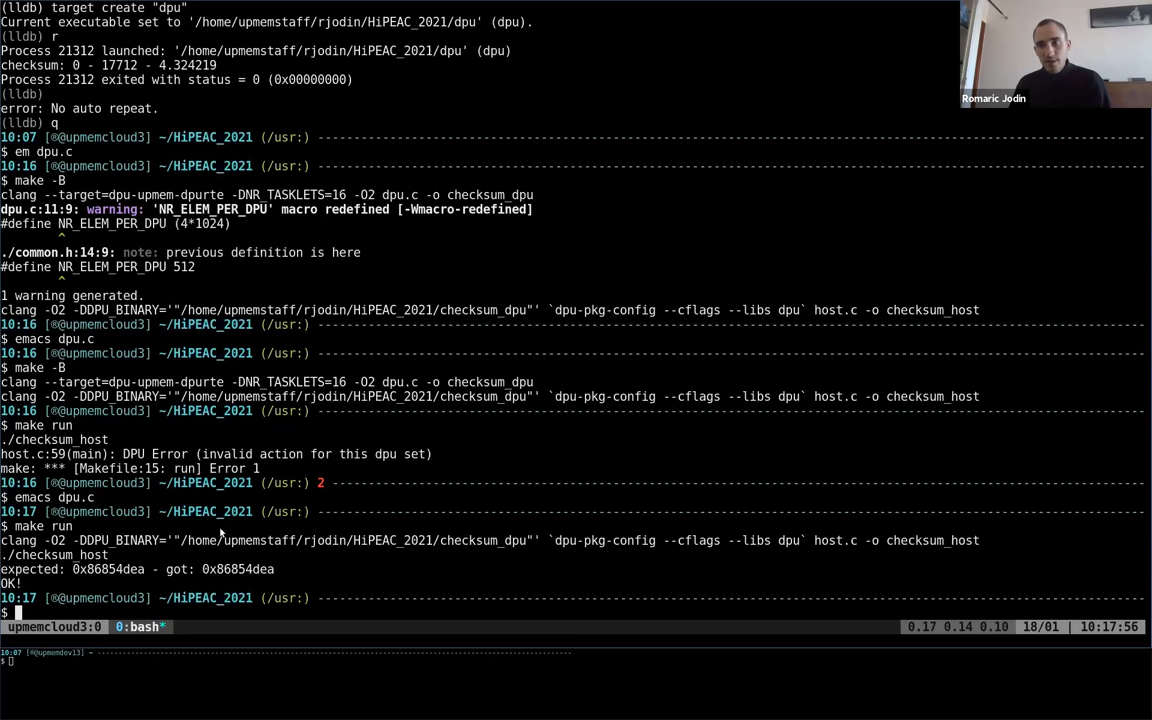 (lldb) target create "dpu"
Current executable set to '/home/upmemstaff/rjodin/HiPEAC_2021/dpu' (dpu).
(lldb) r
Process 21312 launched: '/home/upmemstaff/rjodin/HiPEAC_2021/dpu' (dpu)
checksum: 0 - 17712 - 4.324219
Process 21312 exited with status = 0 (0x00000000)
(lldb)
error: No auto repeat.
(lldb) q
10:07 [®@upmemcloud3] ~/HiPEAC_2021 (/usr:) --------------------
$ em dpu.c
10:16 [®@upmemcloud3] ~/HiPEAC_2021 (/usr:) --------------------
$ make -B
clang --target=dpu-upmem-dpurte -DNR_TASKLETS=16 -O2 dpu.c -o checksum_dpu
dpu.c:11:9: warning: 'NR_ELEM_PER_DPU' macro redefined [-Wmacro-redefined]
#define NR_ELEM_PER_DPU (4*1024)
^
./common.h:14:9: note: previous definition is here
#define NR_ELEM_PER_DPU 512
^
1 warning generated.
clang -O2 -DDPU_BINARY='"/home/upmemstaff/rjodin/HiPEAC_2021/checksum_dpu"' `dpu-pkg-config --cflags --libs dpu` host.c -o checksum_host
10:16 [®@upmemcloud3] ~/HiPEAC_2021 (/usr:) --------------------
$ emacs dpu.c
10:16 [®@upmemcloud3] ~/HiPEAC_2021 (/usr:) --------------------
$ make -B
clang --target=dpu-upmem-dpurte -DNR_TASKLETS=16 -O2 dpu.c -o checksum_dpu
clang -O2 -DDPU_BINARY='"/home/upmemstaff/rjodin/HiPEAC_2021/checksum_dpu"' `dpu-pkg-config --cflags --libs dpu` host.c -o checksum_host
10:16 [®@upmemcloud3] ~/HiPEAC_2021 (/usr:) --------------------
$ make run
./checksum_host
host.c:59(main): DPU Error (invalid action for this dpu set)
make: *** [Makefile:15: run] Error 1
10:16 [®@upmemcloud3] ~/HiPEAC_2021 (/usr:) 2 --------------------
$ emacs dpu.c
10:17 [®@upmemcloud3] ~/HiPEAC_2021 (/usr:) --------------------
$ make run
clang -O2 -DDPU_BINARY='"/home/upmemstaff/rjodin/HiPEAC_2021/checksum_dpu"' `dpu-pkg-config --cflags --libs dpu` host.c -o checksum_host
./checksum_host
expected: 0x86854dea - got: 0x86854dea
OK!
10:17 [®@upmemcloud3] ~/HiPEAC_2021 (/usr:) --------------------
$
upmemcloud3:0 0:bash* 0.17 0.14 0.10 18/01 | 10:17:56
10:07 [®@upmemdev13] ~ --------------------
$
Romaric Jodin